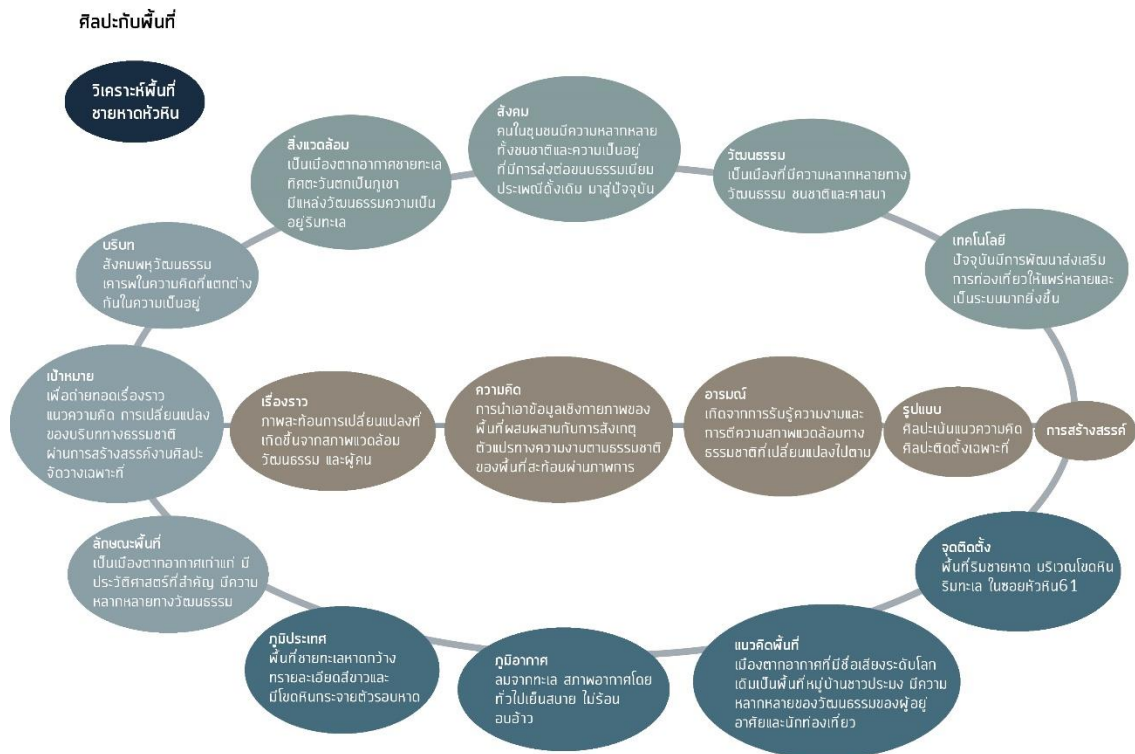 ศิลปะกับพื้นที่
วิเคราะห์พื้นที่
ชายหาดหัวหิน
สังคม
คนในชุมชนมีความหลากหลาย
ทั้งชนชาติและความเป็นอยู่
ที่มีการส่งต่อขนบธรรมเนียม
ประเพณีดั้งเดิม มาสู่ปัจจุบัน
สิ่งแวดล้อม
เป็นเมืองตากอากาศชายทะเล
ทิศตะวันตกเป็นภูเขา
มีแหล่งวัฒนธรรมความเป็น
อยู่ริมทะเล
วัฒนธรรม
เป็นเมืองที่มีความหลากหลายทาง
วัฒนธรรม ชนชาติและศาสนา
บริบท
สังคมพหุวัฒนธรรม
เคารพในความคิดที่แตกต่าง
กันในความเป็นอยู่
เทคโนโลยี
ปัจจุบันมีการพัฒนาส่งเสริม
การท่องเที่ยวให้แพร่หลายและ
เป็นระบบมากยิ่งขึ้น
เป้าหมาย
เพื่อถ่ายทอดเรื่องราว
แนวความคิด การเปลี่ยนแปลง
ของบริบททางธรรมชาติ
ผ่านการสร้างสรรค์งานศิลปะ
จัดวางเฉพาะที่
เรื่องราว
ภาพสะท้อนการเปลี่ยนแปลงที่
เกิดขึ้นจากสภาพแวดล้อม
วัฒนธรรม และผู้คน
ความคิด
การนำเอาข้อมูลเชิงกายภาพของ
พื้นที่ผสมผสานกับการสังเกตุ
ตัวแปรทางความงามตามธรรมชาติ
ของพื้นที่สะท้อนผ่านภาพการ
อารมณ์
เกิดจากการรับรู้ความงามและ
การตีความสภาพแวดล้อมทาง
ธรรมชาติที่เปลี่ยนแปลงไปตาม
รูปแบบ
ศิลปะเน้นแนวความคิด
ศิลปะติดตั้งเฉพาะที่
การสร้างสรรค์
ลักษณะพื้นที่
เป็นเมืองตากอากาศเก่าแก่ มี
ประวัติศาสตร์ที่สำคัญ มีความ
หลากหลายทางวัฒนธรรม
จุดติดตั้ง
พื้นที่ริมชายหาด บริเวณโขดหิน
ริมทะเล ในซอยหัวหิน61
ภูมิประเทศ
พื้นที่ชายทะเลหาดกว้าง
ทรายละเอียดสีขาวและ
มีโขดหินกระจายตัวรอบหาด
ภูมิอากาศ
ลมจากทะเล สภาพอากาศโดย
ทั่วไปเย็นสบาย ไม่ร้อน
อบอ้าว
แนวคิดพื้นที่
เมืองตากอากาศที่มีชื่อเสียงระดับโลก
เดิมเป็นพื้นที่หมู่บ้านชาวประมง มีความ
หลากหลายของวัฒนธรรมของผู้อยู่
อาศัยและนักท่องเที่ยว